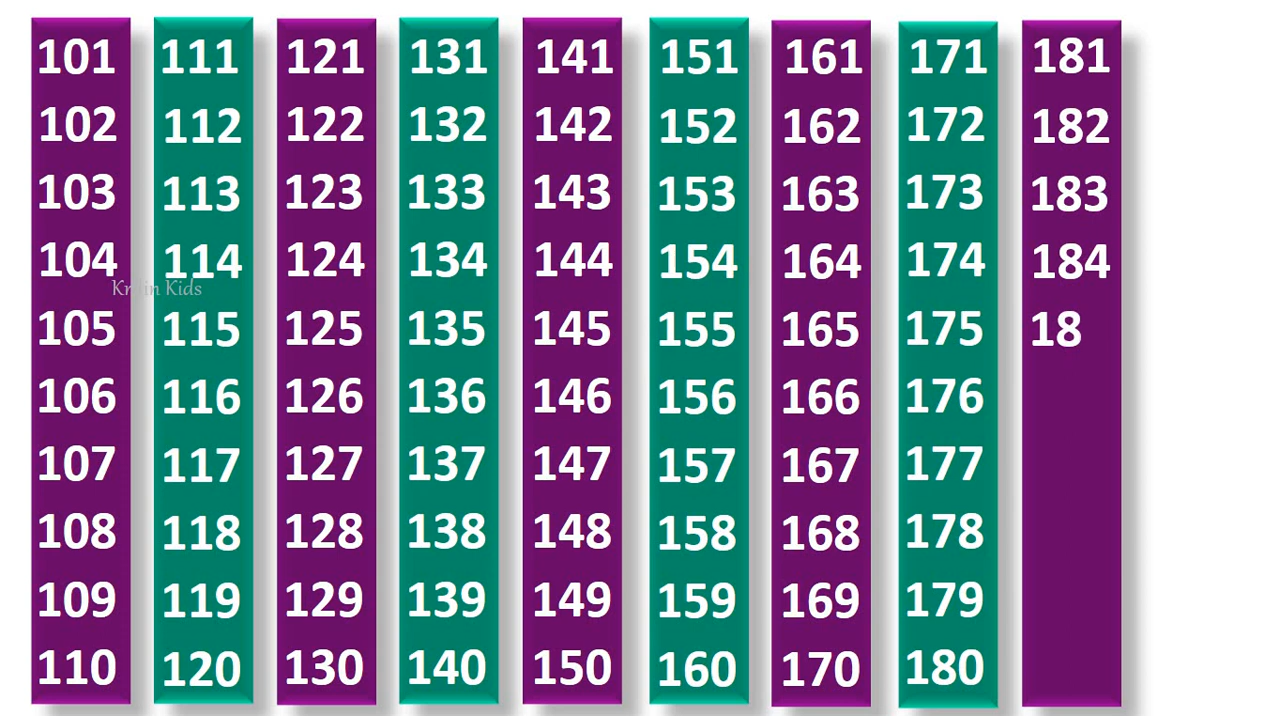 101 111 121 131 141 151 161 171 181
102 112 122 132 142 152 162 172 182
103 113 123 133 143 153 163 173 183
104 114 124 134 144 154 164 174 184
Kids
105 115 125 135 145 155 165 175 18
106 116 126 136 146 156 166 176
107 117 127 137 147 157 167 177
108 118 128 138 148 158 168 178
109 119 129 139 149 159 169 179
110 120 130 140 150 160 170 180